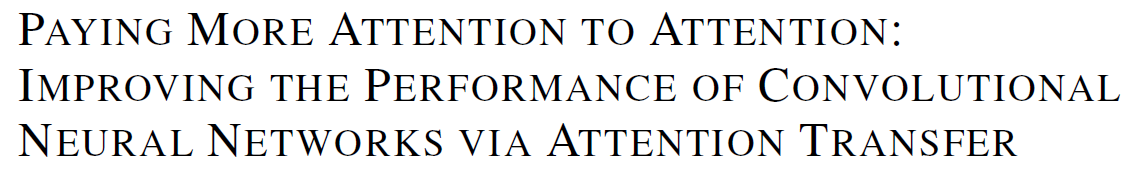 PAYING MORE ATTENTION TO ATTENTION:
IMPROVING THE PERFORMANCE OF CONVOLUTIONAL
NEURAL NETWORKS VIA ATTENTION TRANSFER